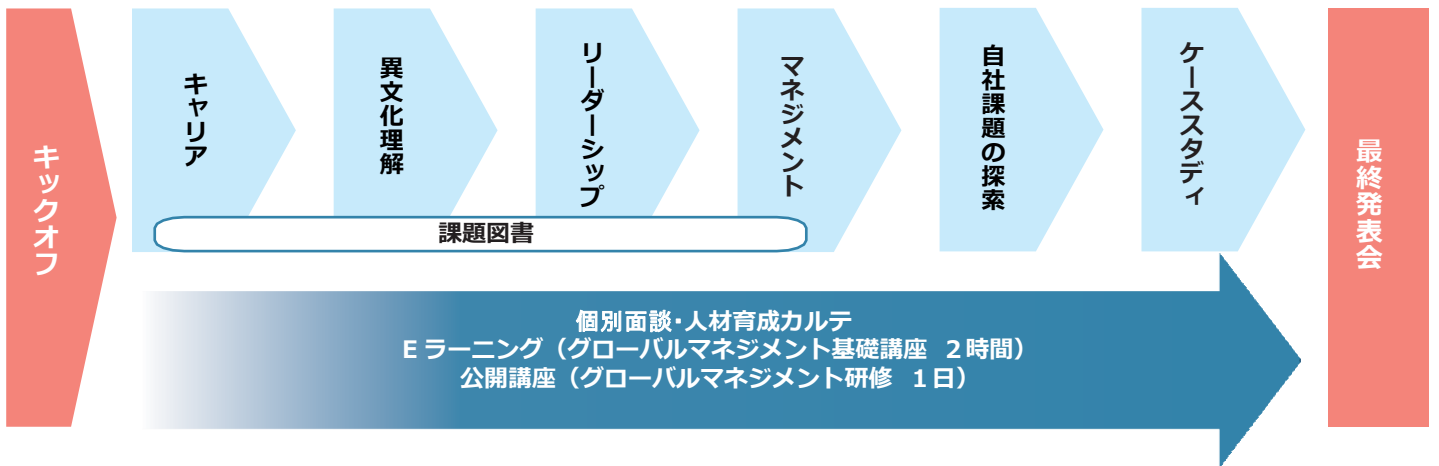 キックオフ
キャリア
異文化理解
リーダーシップ
マネジメント
自社課題の探索
ケーススタディ
課題図書
個別面談・人材育成カルテ
Eラーニング（グローバルマネジメント基礎講座 2時間）
公開講座（グローバルマネジメント研修 1日）
最終発表会